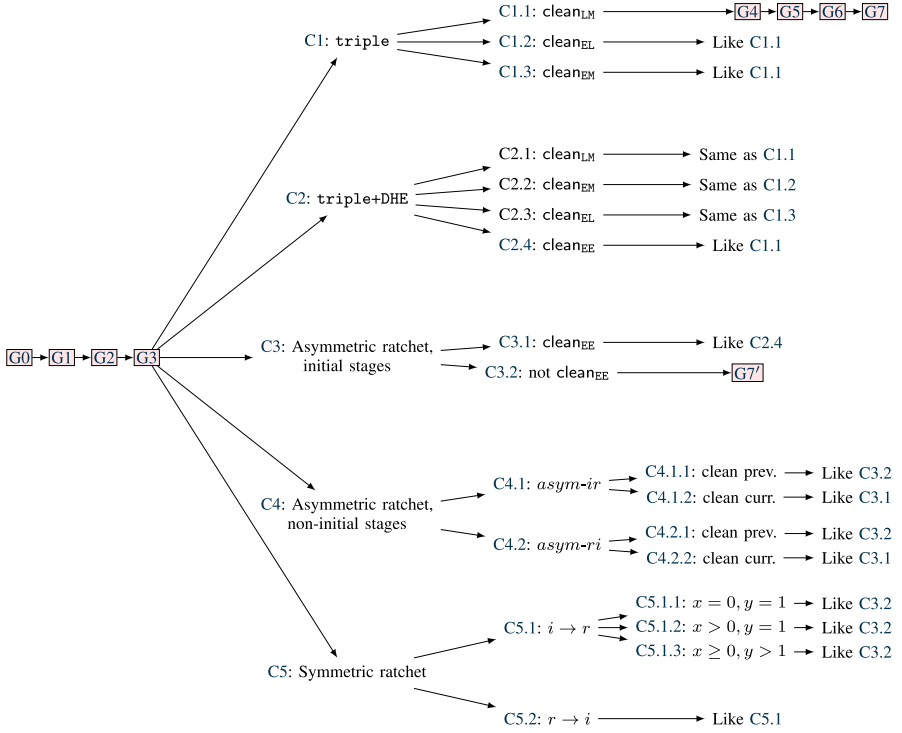 C1.1: clean_LM G4 G5 G6 G7
C1: triple
C1.2: clean_EL Like C1.1
C1.3: clean_EM Like C1.1
C2.1: clean_LM Same as C1.1
C2.2: clean_EM Same as C1.2
C2: triple+DHE
C2.3: clean_EL Same as C1.3
C2.4: clean_EE Like C1.1
G0 G1 G2 G3
C3: Asymmetric ratchet,
initial stages
C3.1: clean_EE Like C2.4
C3.2: not clean_EE G7′
C4: Asymmetric ratchet,
non-initial stages
C4.1: asym-ir
C4.1.1: clean prev. Like C3.2
C4.1.2: clean curr. Like C3.1
C4.2: asym-ri
C4.2.1: clean prev. Like C3.2
C4.2.2: clean curr. Like C3.1
C5: Symmetric ratchet
C5.1: i → r
C5.1.1: x = 0, y = 1 Like C3.2
C5.1.2: x > 0, y = 1 Like C3.2
C5.1.3: x ≥ 0, y > 1 Like C3.2
C5.2: r → i Like C5.1